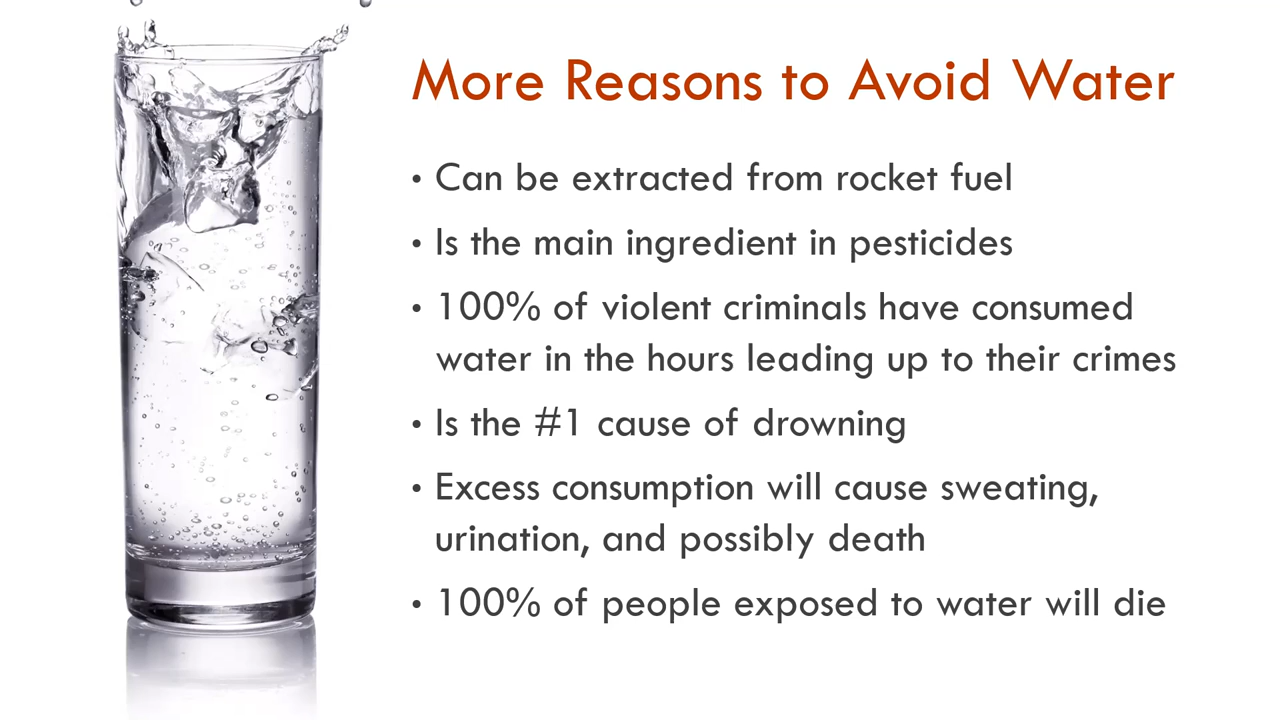 More Reasons to Avoid Water
• Can be extracted from rocket fuel
• Is the main ingredient in pesticides
• 100% of violent criminals have consumed
water in the hours leading up to their crimes
• Is the #1 cause of drowning
• Excess consumption will cause sweating,
urination, and possibly death
• 100% of people exposed to water will die